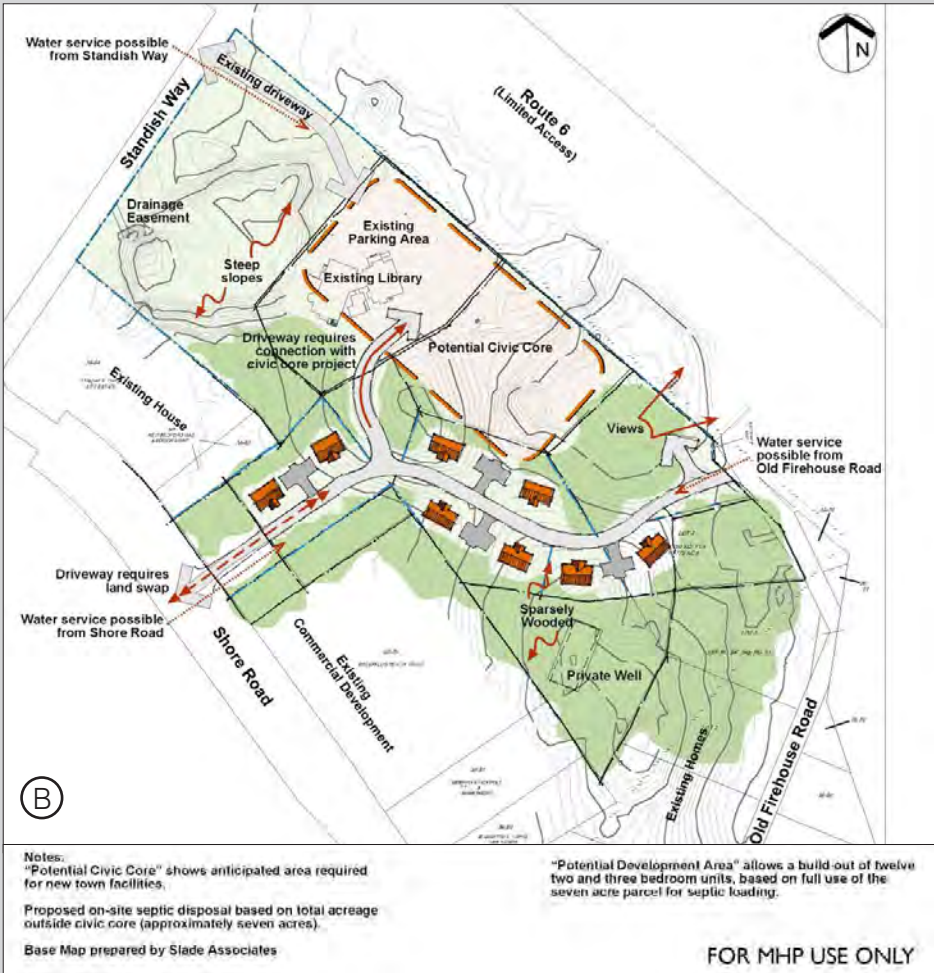 Water service possible
from Standish Way
Existing driveway
N
Route 6
(Limited Access)
Standish Way
Drainage
Easement
Steep
slopes
Existing
Parking Area
Existing Library
Driveway requires
connection with
civic core project
Potential Civic Core
Existing House
Views
Water service
possible from
Old Firehouse Road
Driveway requires
land swap
Water service possible
from Shore Road
Shore Road
Existing
Commercial Development
Sparsely
Wooded
Private Well
Existing Homes
Old Firehouse Road
B
Notes:
"Potential Civic Core" shows anticipated area required
for new town facilities.
Proposed on-site septic disposal based on total acreage
outside civic core (approximately seven acres).
Base Map prepared by Slade Associates
"Potential Development Area" allows a build-out of twelve
two and three bedroom units, based on full use of the
seven acre parcel for septic loading.
FOR MHP USE ONLY